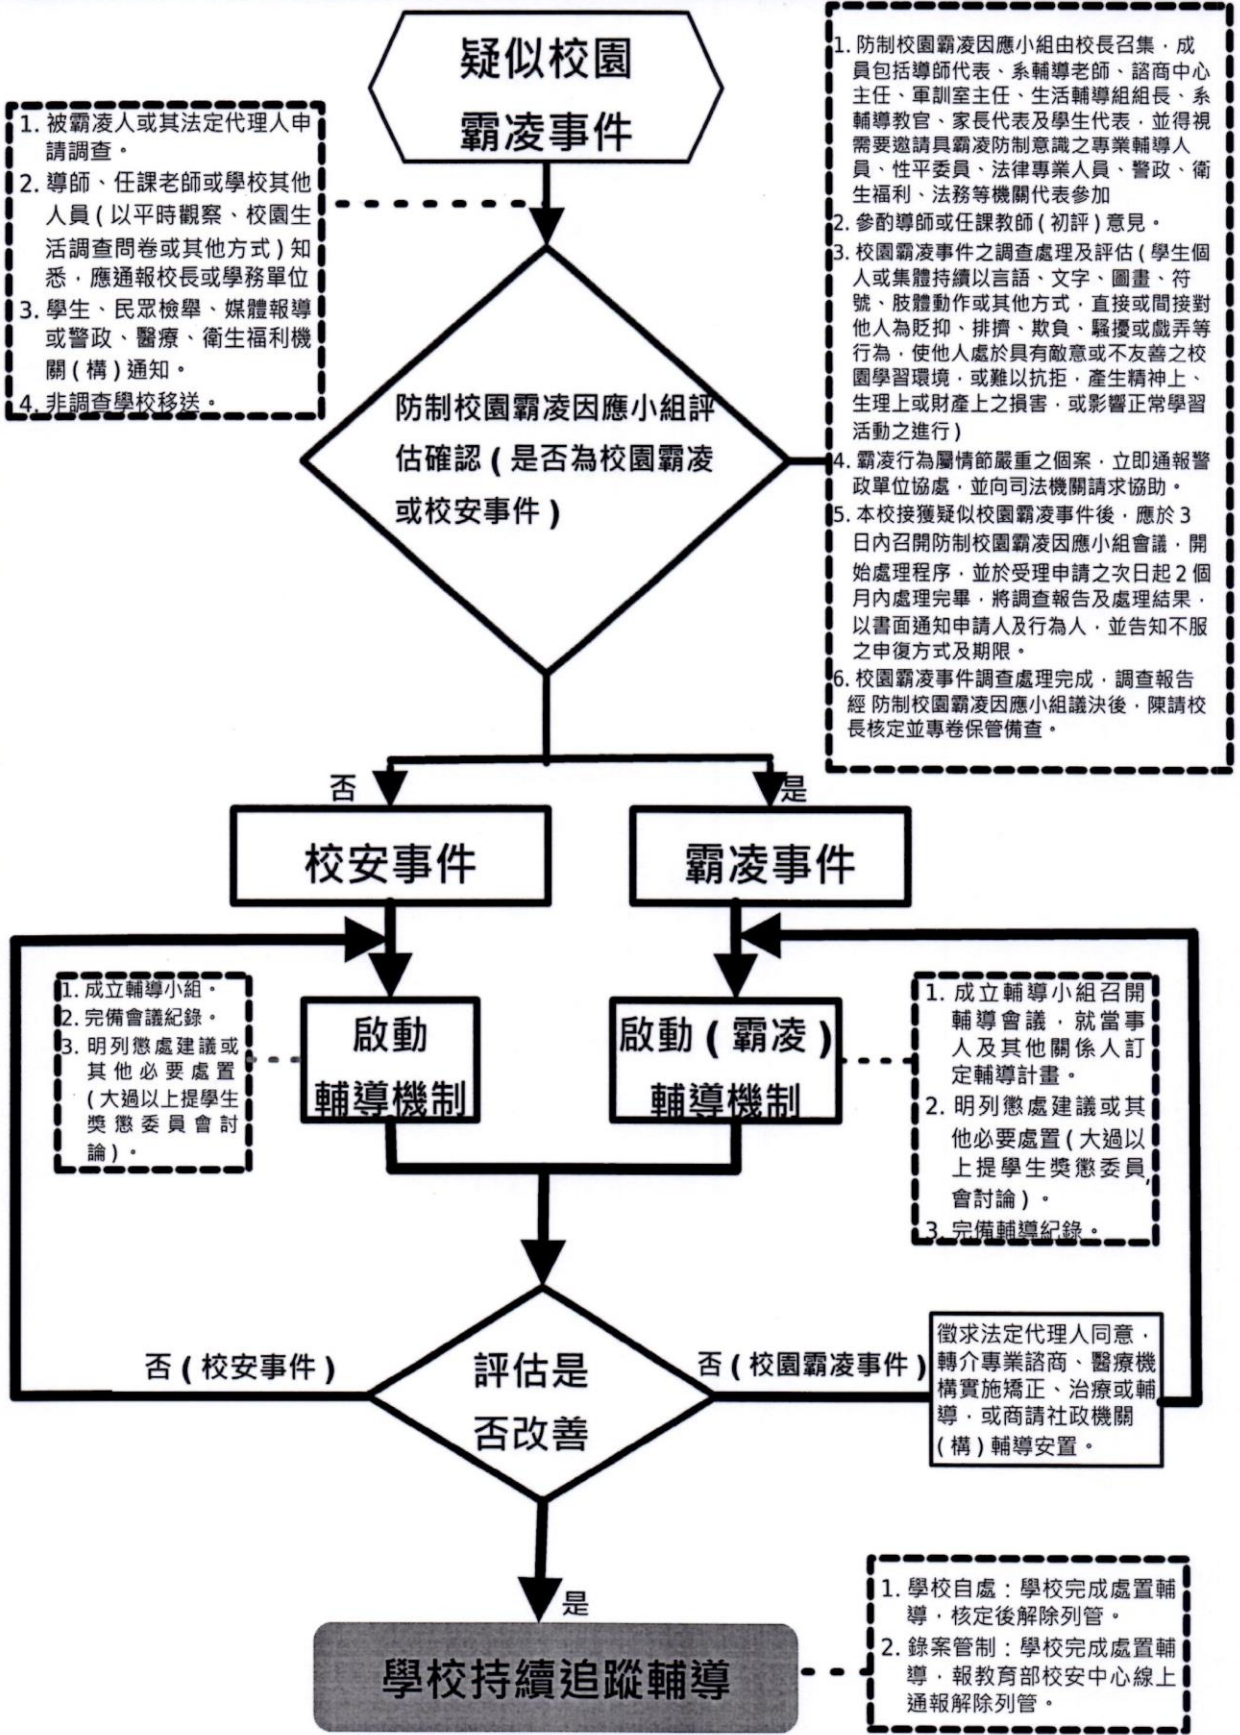 疑似校園
霸凌事件
1. 被霸凌人或其法定代理人申
請調查。
2. 導師、任課老師或學校其他
人員(以平時觀察、校園生
活調查問卷或其他方式)知
悉,應通報校長或學務單位
3. 學生、民眾檢舉、媒體報導
或警政、醫療、衛生福利機
關(構)通知。
4. 非調查學校移送。
防制校園霸凌因應小組評
估確認(是否為校園霸凌
或校安事件)
1. 防制校園霸凌因應小組由校長召集,成
員包括導師代表、系輔導老師、諮商中心
主任、軍訓室主任、生活輔導組組長、系
輔導教官、家長代表及學生代表,並得視
需要邀請具霸凌防制意識之專業輔導人
員、性平委員、法律專業人員、警政、衛
生福利、法務等機關代表參加
2. 參酌導師或任課教師(初評)意見。
3. 校園霸凌事件之調查處理及評估(學生個
人或集體持續以言語、文字、圖畫、符
號、肢體動作或其他方式,直接或間接對
他人為貶抑、排擠、欺負、騷擾或戲弄等
行為,使他人處於具有敵意或不友善之校
園學習環境,或難以抗拒,產生精神上、
生理上或財產上之損害,或影響正常學習
活動之進行)
4. 霸凌行為屬情節嚴重之個案,立即通報警
政單位協處,並向司法機關請求協助。
5. 本校接獲疑似校園霸凌事件後,應於3
日內召開防制校園霸凌因應小組會議,開
始處理程序,並於受理申請之次日起2個
月內處理完畢,將調查報告及處理結果,
以書面通知申請人及行為人,並告知不服
之申復方式及期限。
6. 校園霸凌事件調查處理完成,調查報告
經 防制校園霸凌因應小組議決後,陳請校
長核定並專卷保管備查。
否
是
校安事件
霸凌事件
1. 成立輔導小組。
2. 完備會議紀錄。
3. 明列懲處建議或
其他必要處置
(大過以上提學生
獎懲委員會討
論)。
啟動
輔導機制
啟動(霸凌)
輔導機制
1. 成立輔導小組召開
輔導會議,就當事
人及其他關係人訂
定輔導計畫。
2. 明列懲處建議或其
他必要處置(大過以
上提學生獎懲委員
會討論)。
3. 完備輔導紀錄。
否(校安事件)
評估是
否改善
否(校園霸凌事件)
徵求法定代理人同意,
轉介專業諮商、醫療機
構實施矯正、治療或輔
導,或商請社政機關
(構)輔導安置。
是
學校持續追蹤輔導
1. 學校自處:學校完成處置輔
導,核定後解除列管。
2. 錄案管制:學校完成處置輔
導,報教育部校安中心線上
通報解除列管。